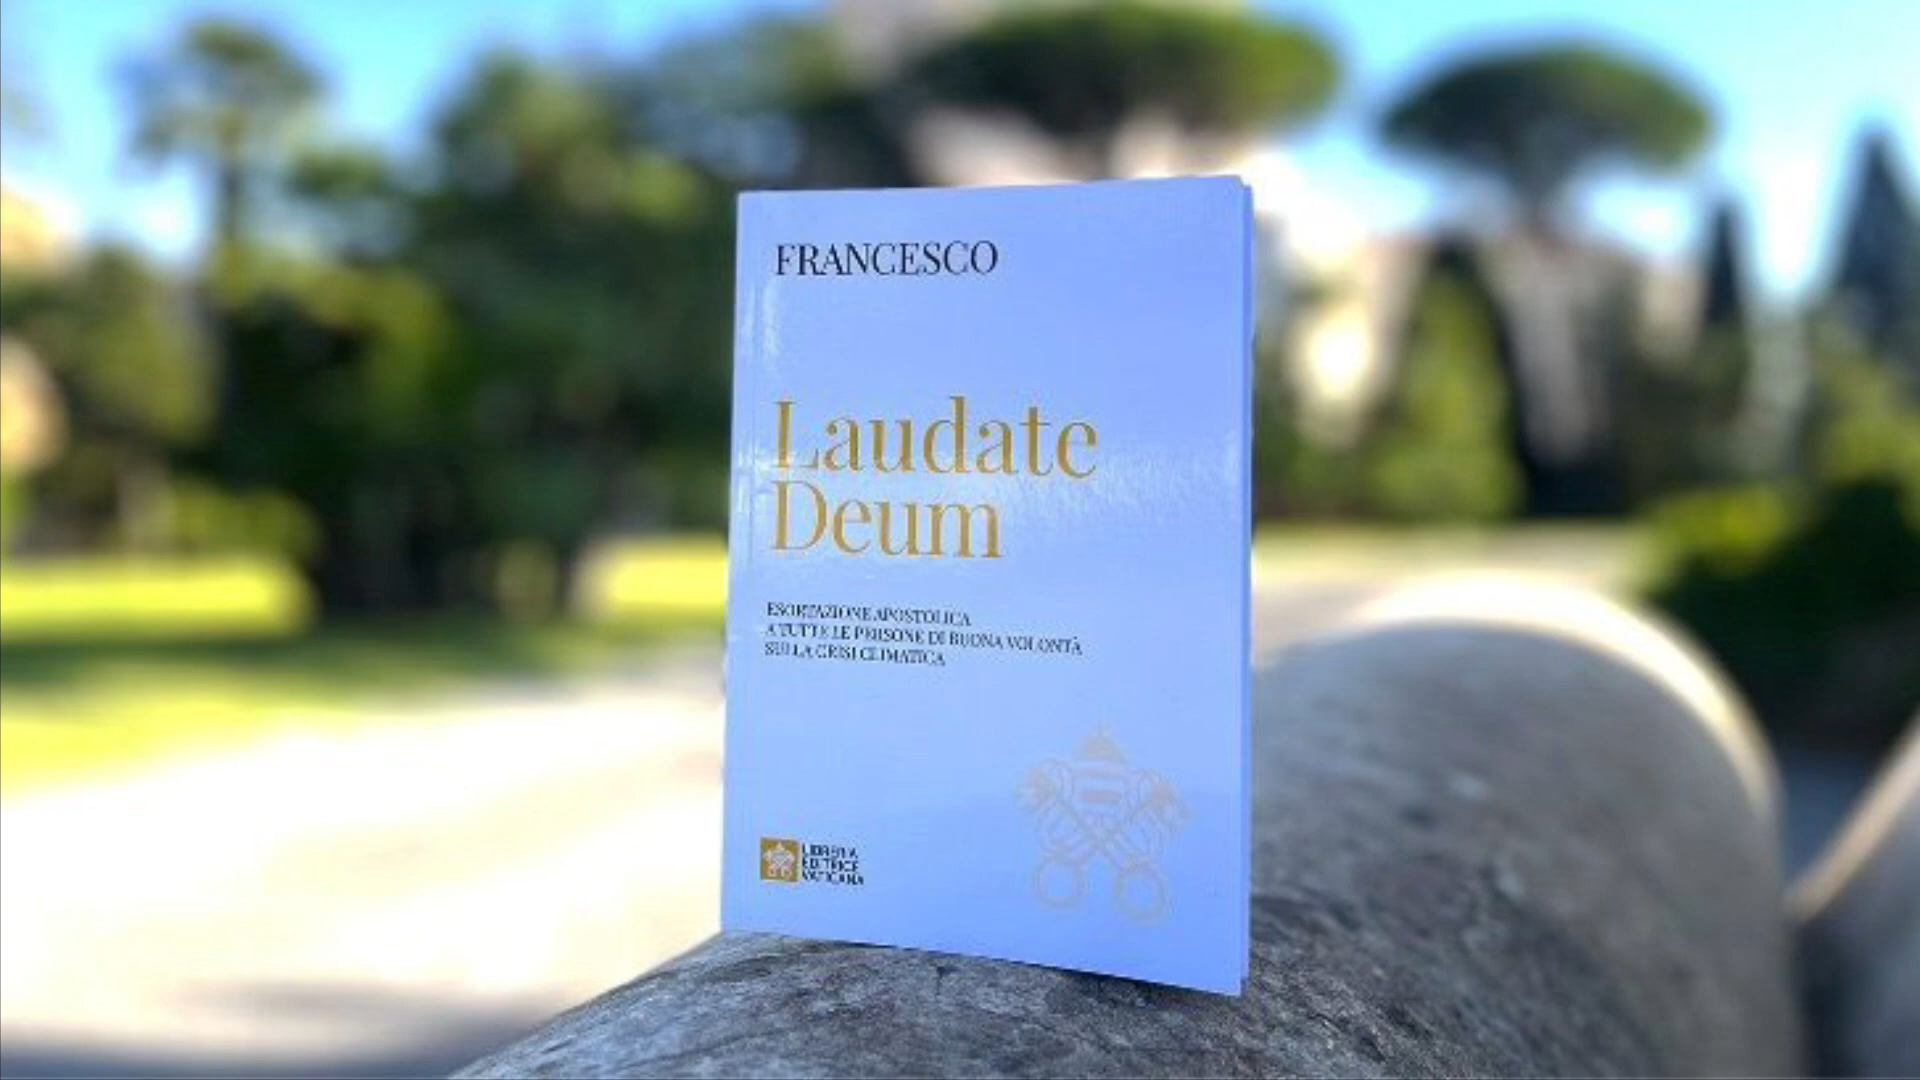 FRANCESCO
Laudate
Deum
ESORTAZIONE APOSTOLICA
A TUTTE LE PERSONE DI BUONA VOLONTÀ
SULLA CRISI CLIMATICA
LIBRERIA
EDITRICE
VATICANA